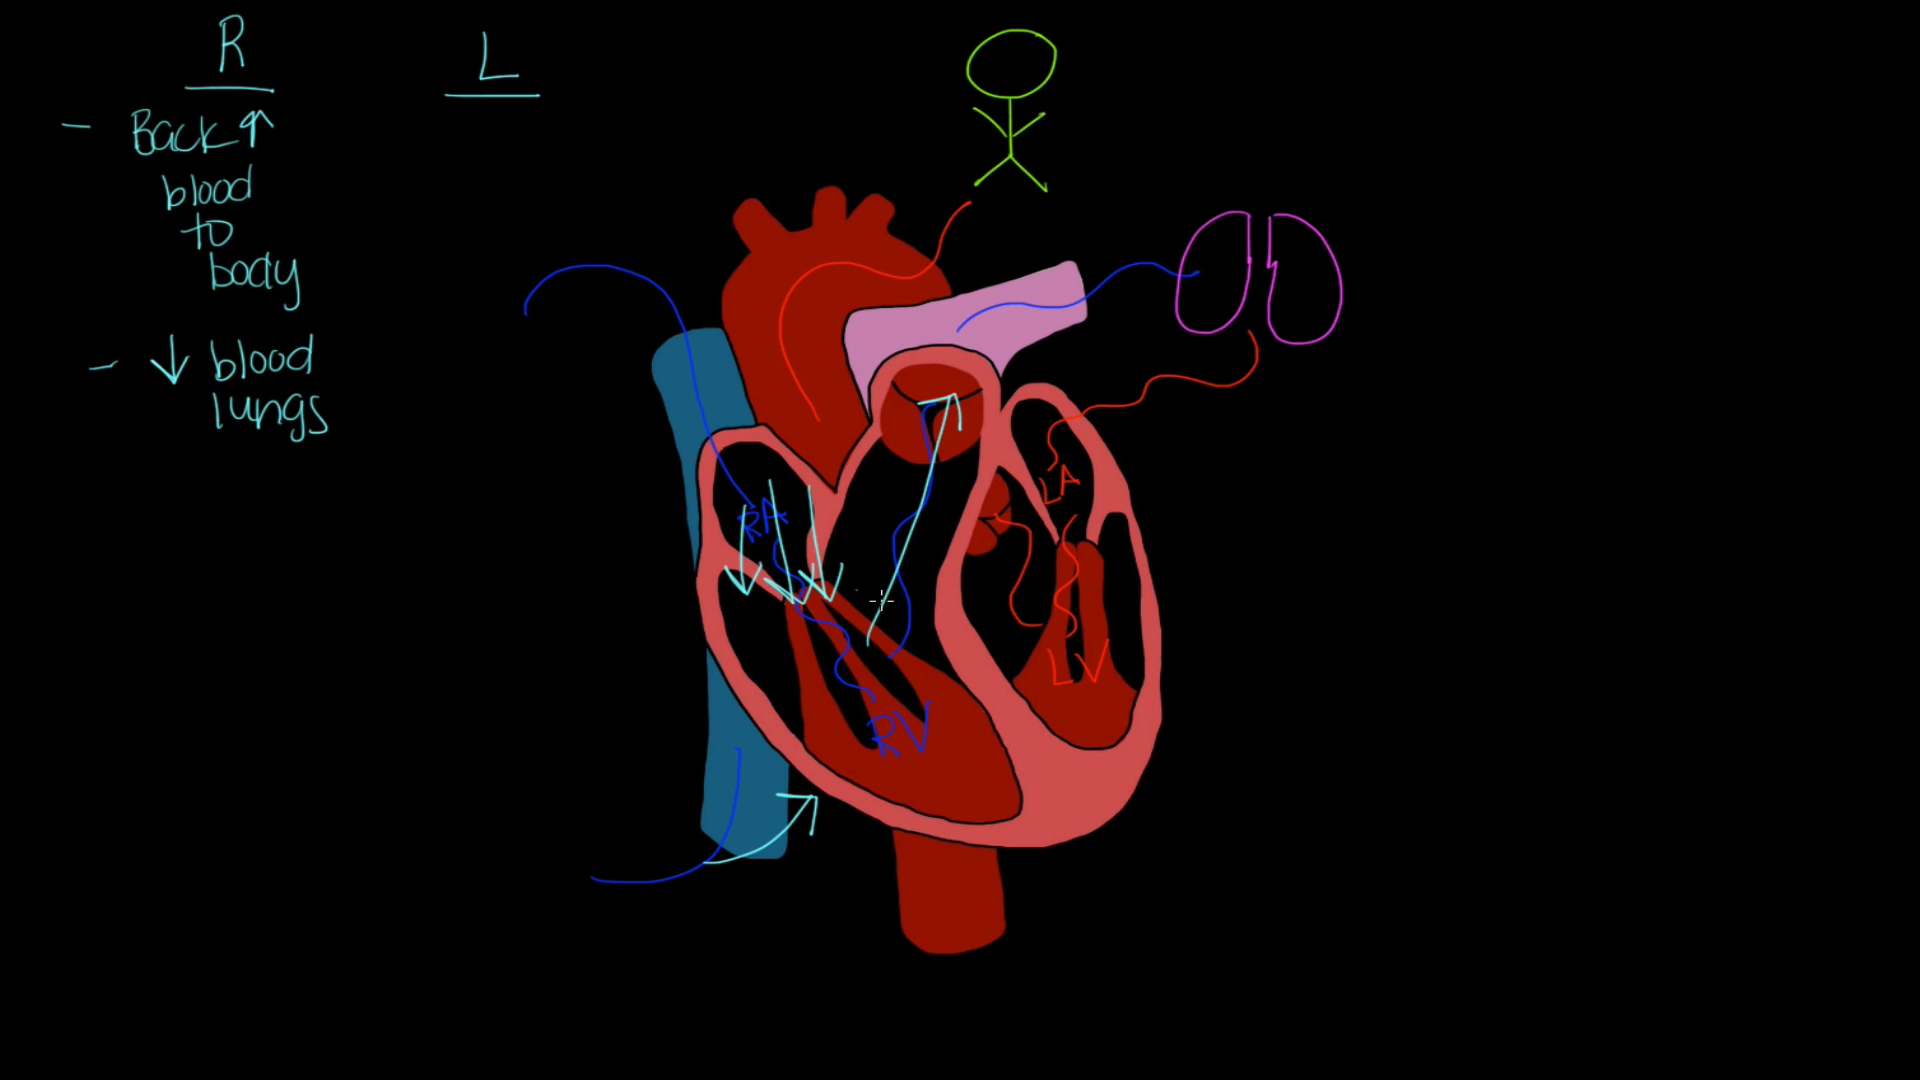 R
L
- Back↑
blood
to
body
- ↓ blood
lungs
RA
LA
LV
RV